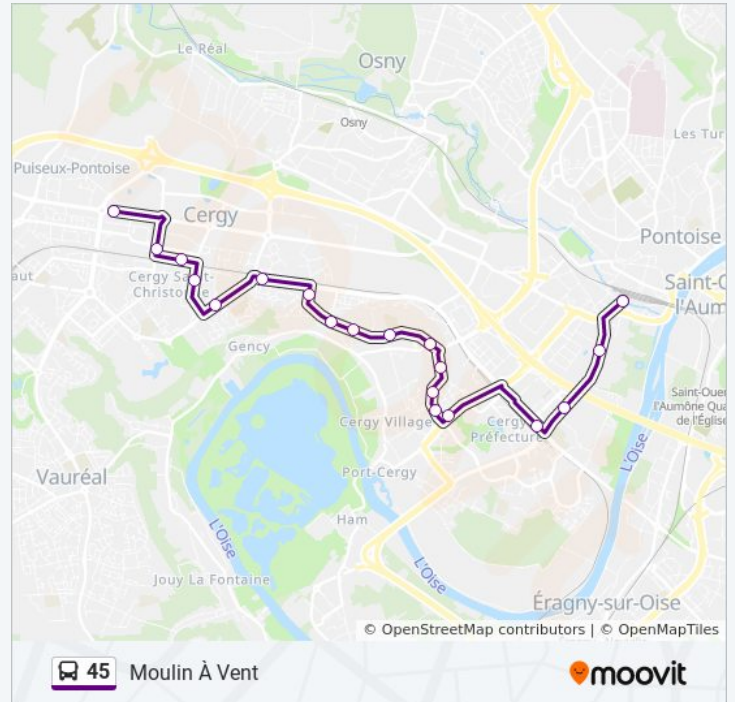 Le Réal
Osny
Osny
Les Tur
Puiseux-Pontoise
Cergy
Pontoise
aut
Cergy Saint-
Christophe
Saint-O
l'Aum
Gency
Saint-Ouen
l'Aumône Qua
de l'Église
Cergy Village
Cergy
Préfecture
L'Oise
Port-Cergy
Vauréal
Ham
L'Oise
L'Oise
Jouy La Fontaine
Éragny-sur-Oise
© OpenStreetMap contributors | © OpenMapTiles
45 Moulin À Vent
moovit